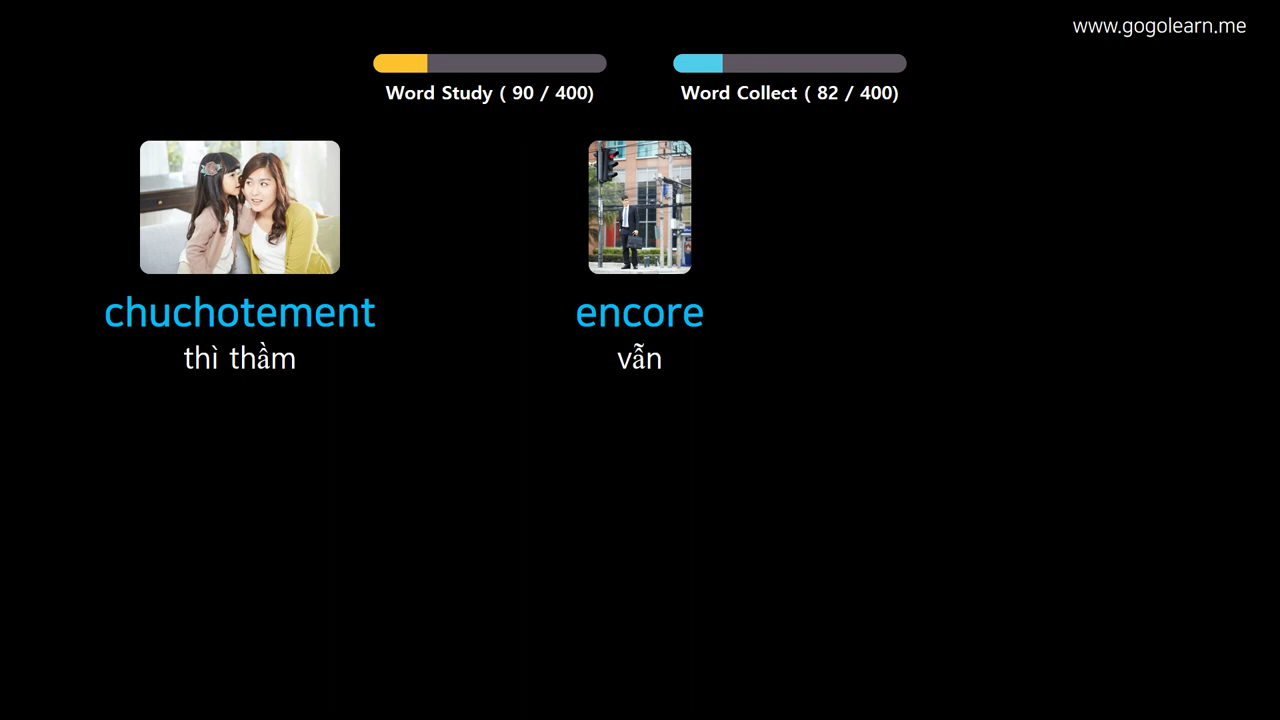 www.gogolearn.me
Word Study ( 90 / 400)
Word Collect ( 82 / 400)
chuchotement
encore
thì thầm
vẫn